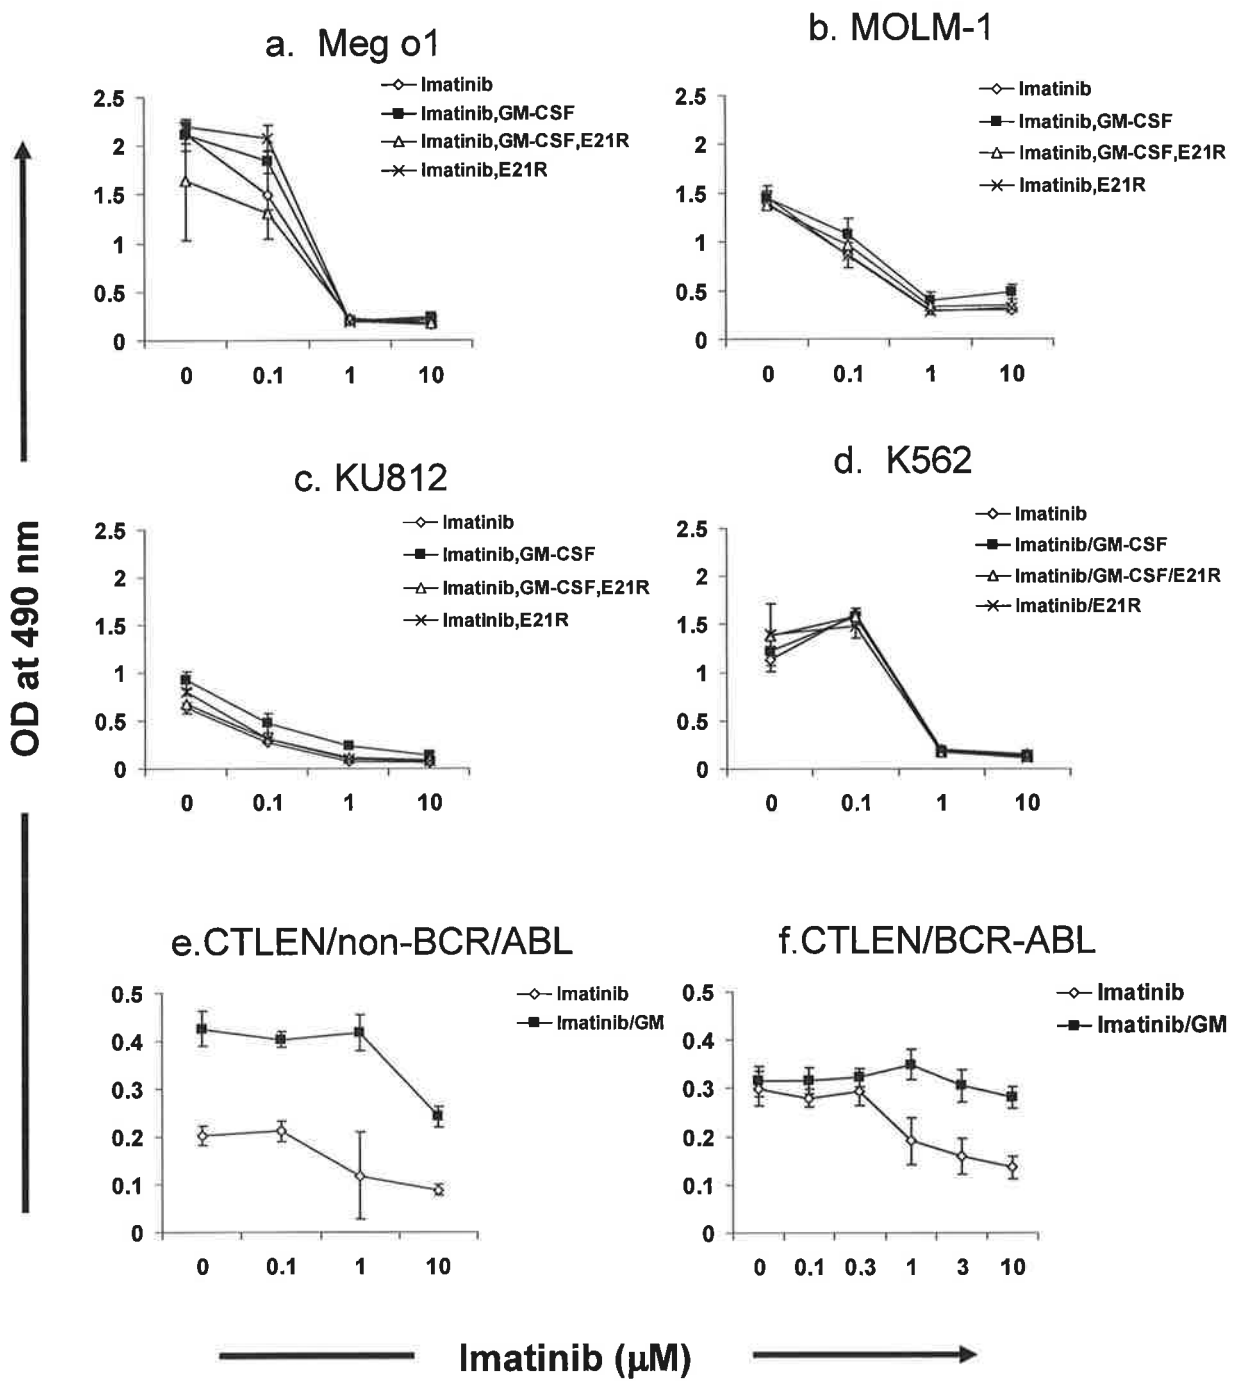 a. Meg o1
Imatinib
Imatinib,GM-CSF
Imatinib,GM-CSF,E21R
Imatinib,E21R
2.5
2
1.5
1
0.5
0
0 0.1 1 10
b. MOLM-1
Imatinib
Imatinib,GM-CSF
Imatinib,GM-CSF,E21R
Imatinib,E21R
2.5
2
1.5
1
0.5
0
0 0.1 1 10
c. KU812
Imatinib
Imatinib,GM-CSF
Imatinib,GM-CSF,E21R
Imatinib,E21R
2.5
2
1.5
1
0.5
0
0 0.1 1 10
d. K562
Imatinib
Imatinib/GM-CSF
Imatinib/GM-CSF/E21R
Imatinib/E21R
2.5
2
1.5
1
0.5
0
0 0.1 1 10
OD at 490 nm
e.CTLEN/non-BCR/ABL
Imatinib
Imatinib/GM
0.5
0.4
0.3
0.2
0.1
0
0 0.1 1 10
f.CTLEN/BCR-ABL
Imatinib
Imatinib/GM
0.5
0.4
0.3
0.2
0.1
0
0 0.1 0.3 1 3 10
Imatinib (μM)